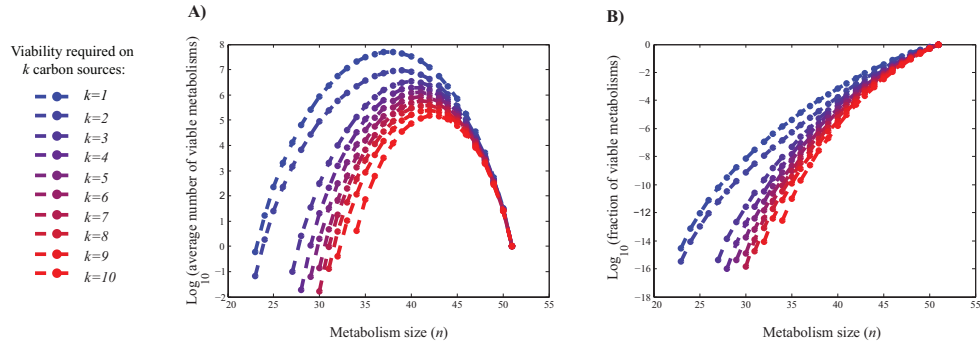 Viability required on
k carbon sources:
k=1
k=2
k=3
k=4
k=5
k=6
k=7
k=8
k=9
k=10
A)
Log10 (average number of viable metabolisms)
8
7
6
5
4
3
2
1
0
−1
−2
20
25
30
35
40
45
50
55
Metabolism size (n)
B)
Log10 (fraction of viable metabolisms)
0
−2
−4
−6
−8
−10
−12
−14
−16
−18
20
25
30
35
40
45
50
55
Metabolism size (n)